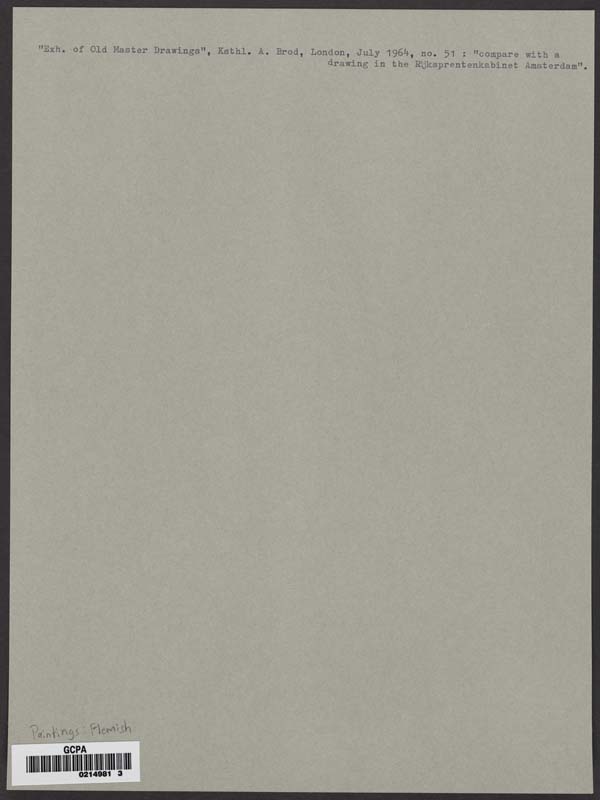 "Exh. of Old Master Drawings", Kathl. A. Brod, London, July 1964, no. 51 : "compare with a
drawing in the Rijksprentenkabinet Amsterdam".
Paintings: Flemish
GCPA
0214981 3